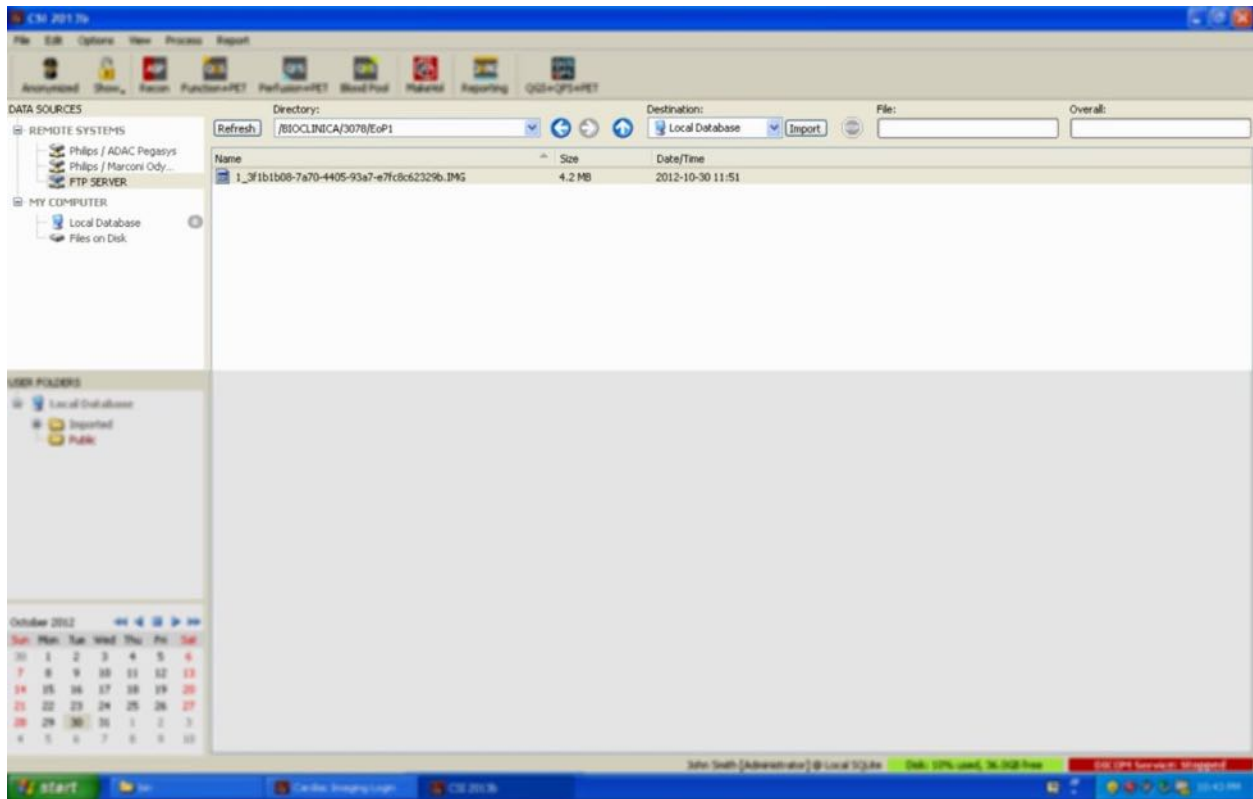 CSI 2013b
File Edit Options View Process Report
Anonymized Show... Recon Function+PET Perfusion+PET Blood Pool Reporting QGS+QPS+PET
DATA SOURCES
Directory: Destination: File: Overall:
REMOTE SYSTEMS
Refresh /BIOCLINICA/3078/EoP1 Local Database Import
Philips / ADAC Pegasys
Philips / Marconi Ody...
FTP SERVER
Name Size Date/Time
1_3f1b1b08-7a70-4405-93a7-e7fc8c62329b.IMG 4.2 MB 2012-10-30 11:51
MY COMPUTER
Local Database
Files on Disk
USER FOLDERS
Local Database
Imported
Public
October 2012
Sun Mon Tue Wed Thu Fri Sat
30 1 2 3 4 5 6
7 8 9 10 11 12 13
14 15 16 17 18 19 20
21 22 23 24 25 26 27
28 29 30 31 1 2 3
4 5 6 7 8 9 10
John Smith [Administrator] @ Local SQLite Disk: 10% used, 36.0GB free DICOM Service: Stopped
start bin Cardiac Imaging Login CSI 2013b 10:43 PM